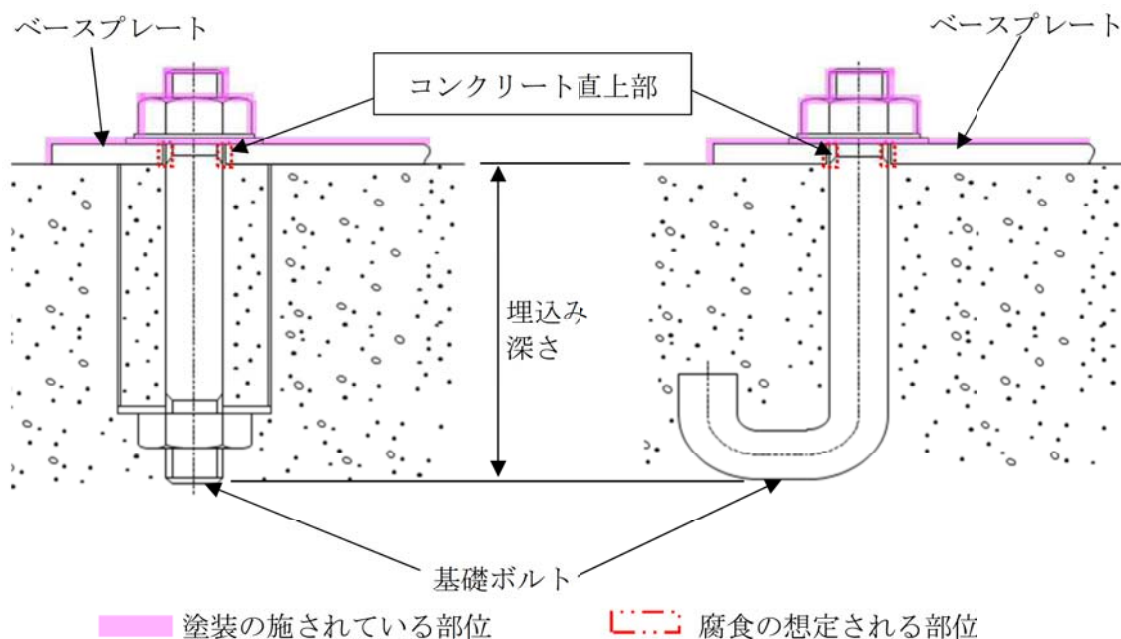 ベースプレート
ベースプレート
コンクリート直上部
埋込み
深さ
基礎ボルト
塗装の施されている部位
腐食の想定される部位